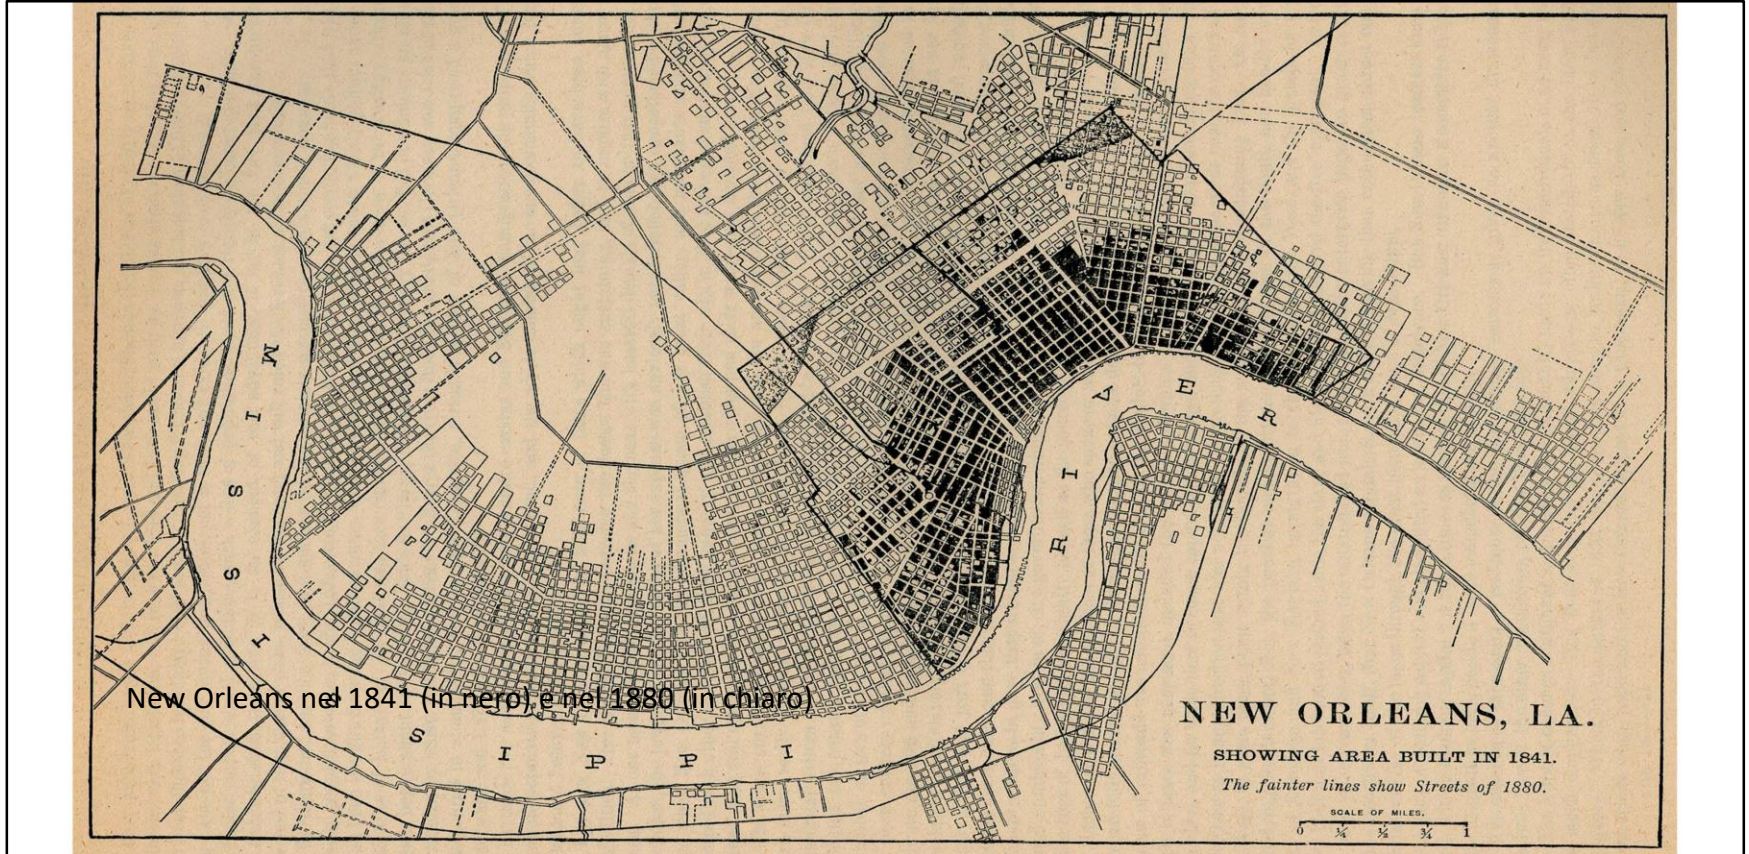 MISSISSIPPI RIVER
New Orleans nel 1841 (in nero) e nel 1880 (in chiaro)
NEW ORLEANS, LA.
SHOWING AREA BUILT IN 1841.
The fainter lines show Streets of 1880.
SCALE OF MILES.
0 ¼ ½ ¾ 1